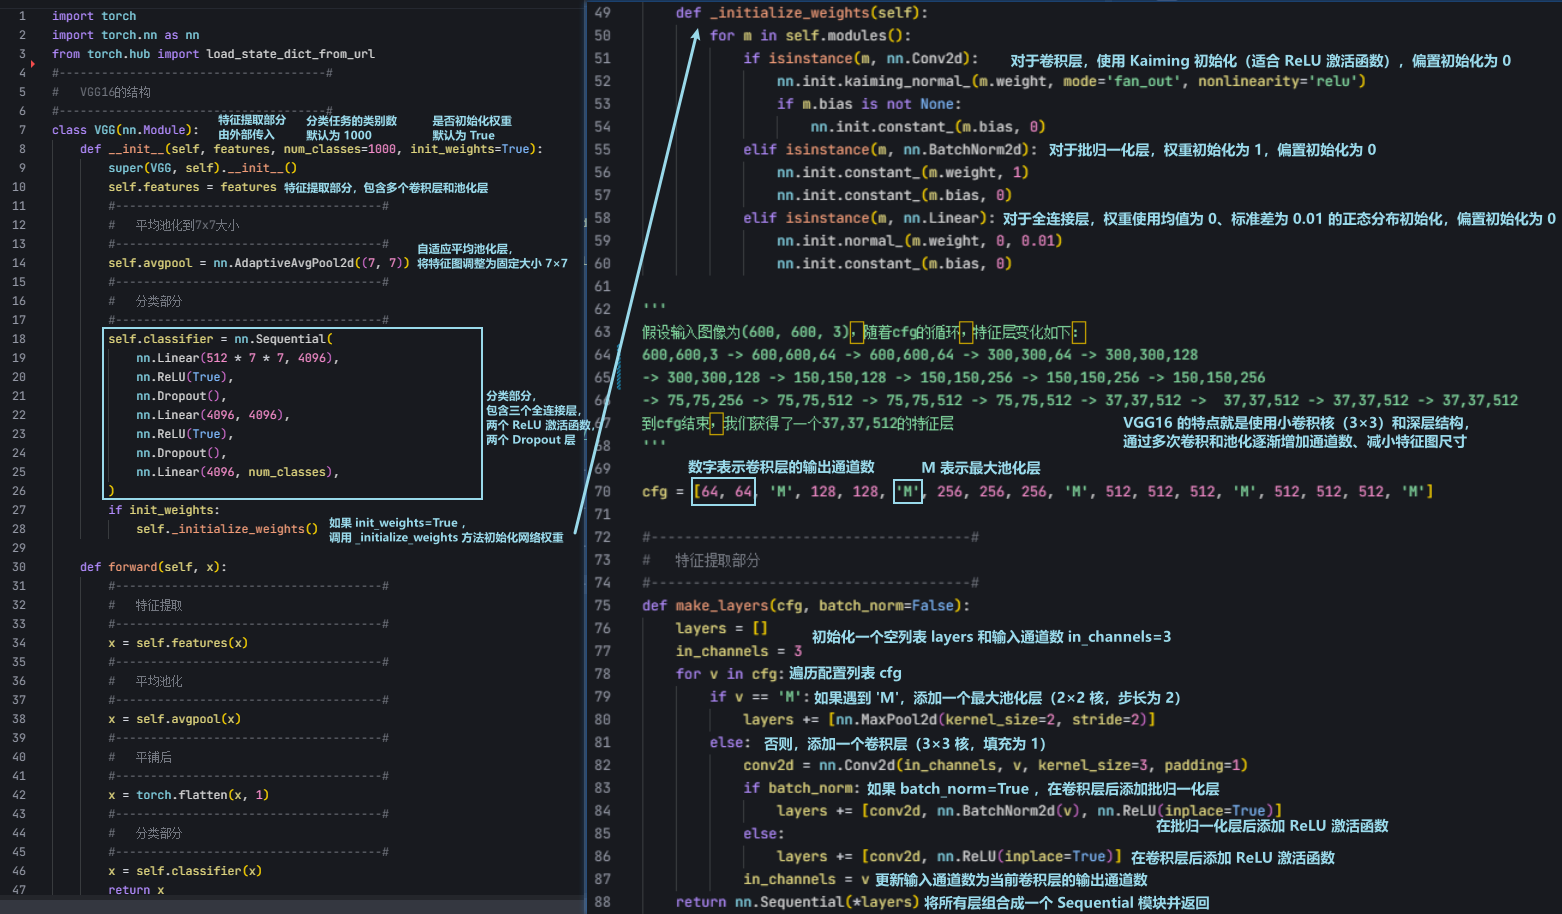 1 import torch
2 import torch.nn as nn
3 from torch.hub import load_state_dict_from_url
4 #--------------------------------------#
5 #   VGG16的结构
6 #--------------------------------------#
7 class VGG(nn.Module):
特征提取部分
由外部传入
分类任务的类别数
默认为 1000
是否初始化权重
默认为 True
8 def __init__(self, features, num_classes=1000, init_weights=True):
9 super(VGG, self).__init__()
10 self.features = features 特征提取部分，包含多个卷积层和池化层
11 #--------------------------------------#
12 #   平均池化到7x7大小
13 #--------------------------------------#
14 self.avgpool = nn.AdaptiveAvgPool2d((7, 7))
自适应平均池化层，
将特征图调整为固定大小 7×7
15 #--------------------------------------#
16 #   分类部分
17 #--------------------------------------#
18 self.classifier = nn.Sequential(
19 nn.Linear(512 * 7 * 7, 4096),
20 nn.ReLU(True),
21 nn.Dropout(),
22 nn.Linear(4096, 4096),
23 nn.ReLU(True),
24 nn.Dropout(),
25 nn.Linear(4096, num_classes),
26 )
分类部分，
包含三个全连接层，
两个 ReLU 激活函数，
两个 Dropout 层
27 if init_weights:
28 self._initialize_weights()
如果 init_weights=True ，
调用 _initialize_weights 方法初始化网络权重
29
30 def forward(self, x):
31 #--------------------------------------#
32 #   特征提取
33 #--------------------------------------#
34 x = self.features(x)
35 #--------------------------------------#
36 #   平均池化
37 #--------------------------------------#
38 x = self.avgpool(x)
39 #--------------------------------------#
40 #   平铺后
41 #--------------------------------------#
42 x = torch.flatten(x, 1)
43 #--------------------------------------#
44 #   分类部分
45 #--------------------------------------#
46 x = self.classifier(x)
47 return x
49 def _initialize_weights(self):
50 for m in self.modules():
51 if isinstance(m, nn.Conv2d): 对于卷积层，使用 Kaiming 初始化（适合 ReLU 激活函数），偏置初始化为 0
52 nn.init.kaiming_normal_(m.weight, mode='fan_out', nonlinearity='relu')
53 if m.bias is not None:
54 nn.init.constant_(m.bias, 0)
55 elif isinstance(m, nn.BatchNorm2d): 对于批归一化层，权重初始化为 1，偏置初始化为 0
56 nn.init.constant_(m.weight, 1)
57 nn.init.constant_(m.bias, 0)
58 elif isinstance(m, nn.Linear): 对于全连接层，权重使用均值为 0、标准差为 0.01 的正态分布初始化，偏置初始化为 0
59 nn.init.normal_(m.weight, 0, 0.01)
60 nn.init.constant_(m.bias, 0)
61
62 '''
63 假设输入图像为(600, 600, 3)，随着cfg的循环，特征层变化如下：
64 600,600,3 -> 600,600,64 -> 600,600,64 -> 300,300,64 -> 300,300,128
65 -> 300,300,128 -> 150,150,128 -> 150,150,256 -> 150,150,256 -> 150,150,256
66 -> 75,75,256 -> 75,75,512 -> 75,75,512 -> 75,75,512 -> 37,37,512 ->  37,37,512 -> 37,37,512 -> 37,37,512
67 到cfg结束，我们获得了一个37,37,512的特征层
68 '''
VGG16 的特点就是使用小卷积核（3×3）和深层结构，
通过多次卷积和池化逐渐增加通道数、减小特征图尺寸
69
数字表示卷积层的输出通道数
M 表示最大池化层
70 cfg = [64, 64, 'M', 128, 128, 'M', 256, 256, 256, 'M', 512, 512, 512, 'M', 512, 512, 512, 'M']
71
72 #--------------------------------------#
73 #   特征提取部分
74 #--------------------------------------#
75 def make_layers(cfg, batch_norm=False):
76 layers = []
初始化一个空列表 layers 和输入通道数 in_channels=3
77 in_channels = 3
78 for v in cfg: 遍历配置列表 cfg
79 if v == 'M': 如果遇到 'M'，添加一个最大池化层（2×2 核，步长为 2）
80 layers += [nn.MaxPool2d(kernel_size=2, stride=2)]
81 else: 否则，添加一个卷积层（3×3 核，填充为 1）
82 conv2d = nn.Conv2d(in_channels, v, kernel_size=3, padding=1)
83 if batch_norm: 如果 batch_norm=True ，在卷积层后添加批归一化层
84 layers += [conv2d, nn.BatchNorm2d(v), nn.ReLU(inplace=True)]
在批归一化层后添加 ReLU 激活函数
85 else:
86 layers += [conv2d, nn.ReLU(inplace=True)] 在卷积层后添加 ReLU 激活函数
87 in_channels = v 更新输入通道数为当前卷积层的输出通道数
88 return nn.Sequential(*layers) 将所有层组合成一个 Sequential 模块并返回